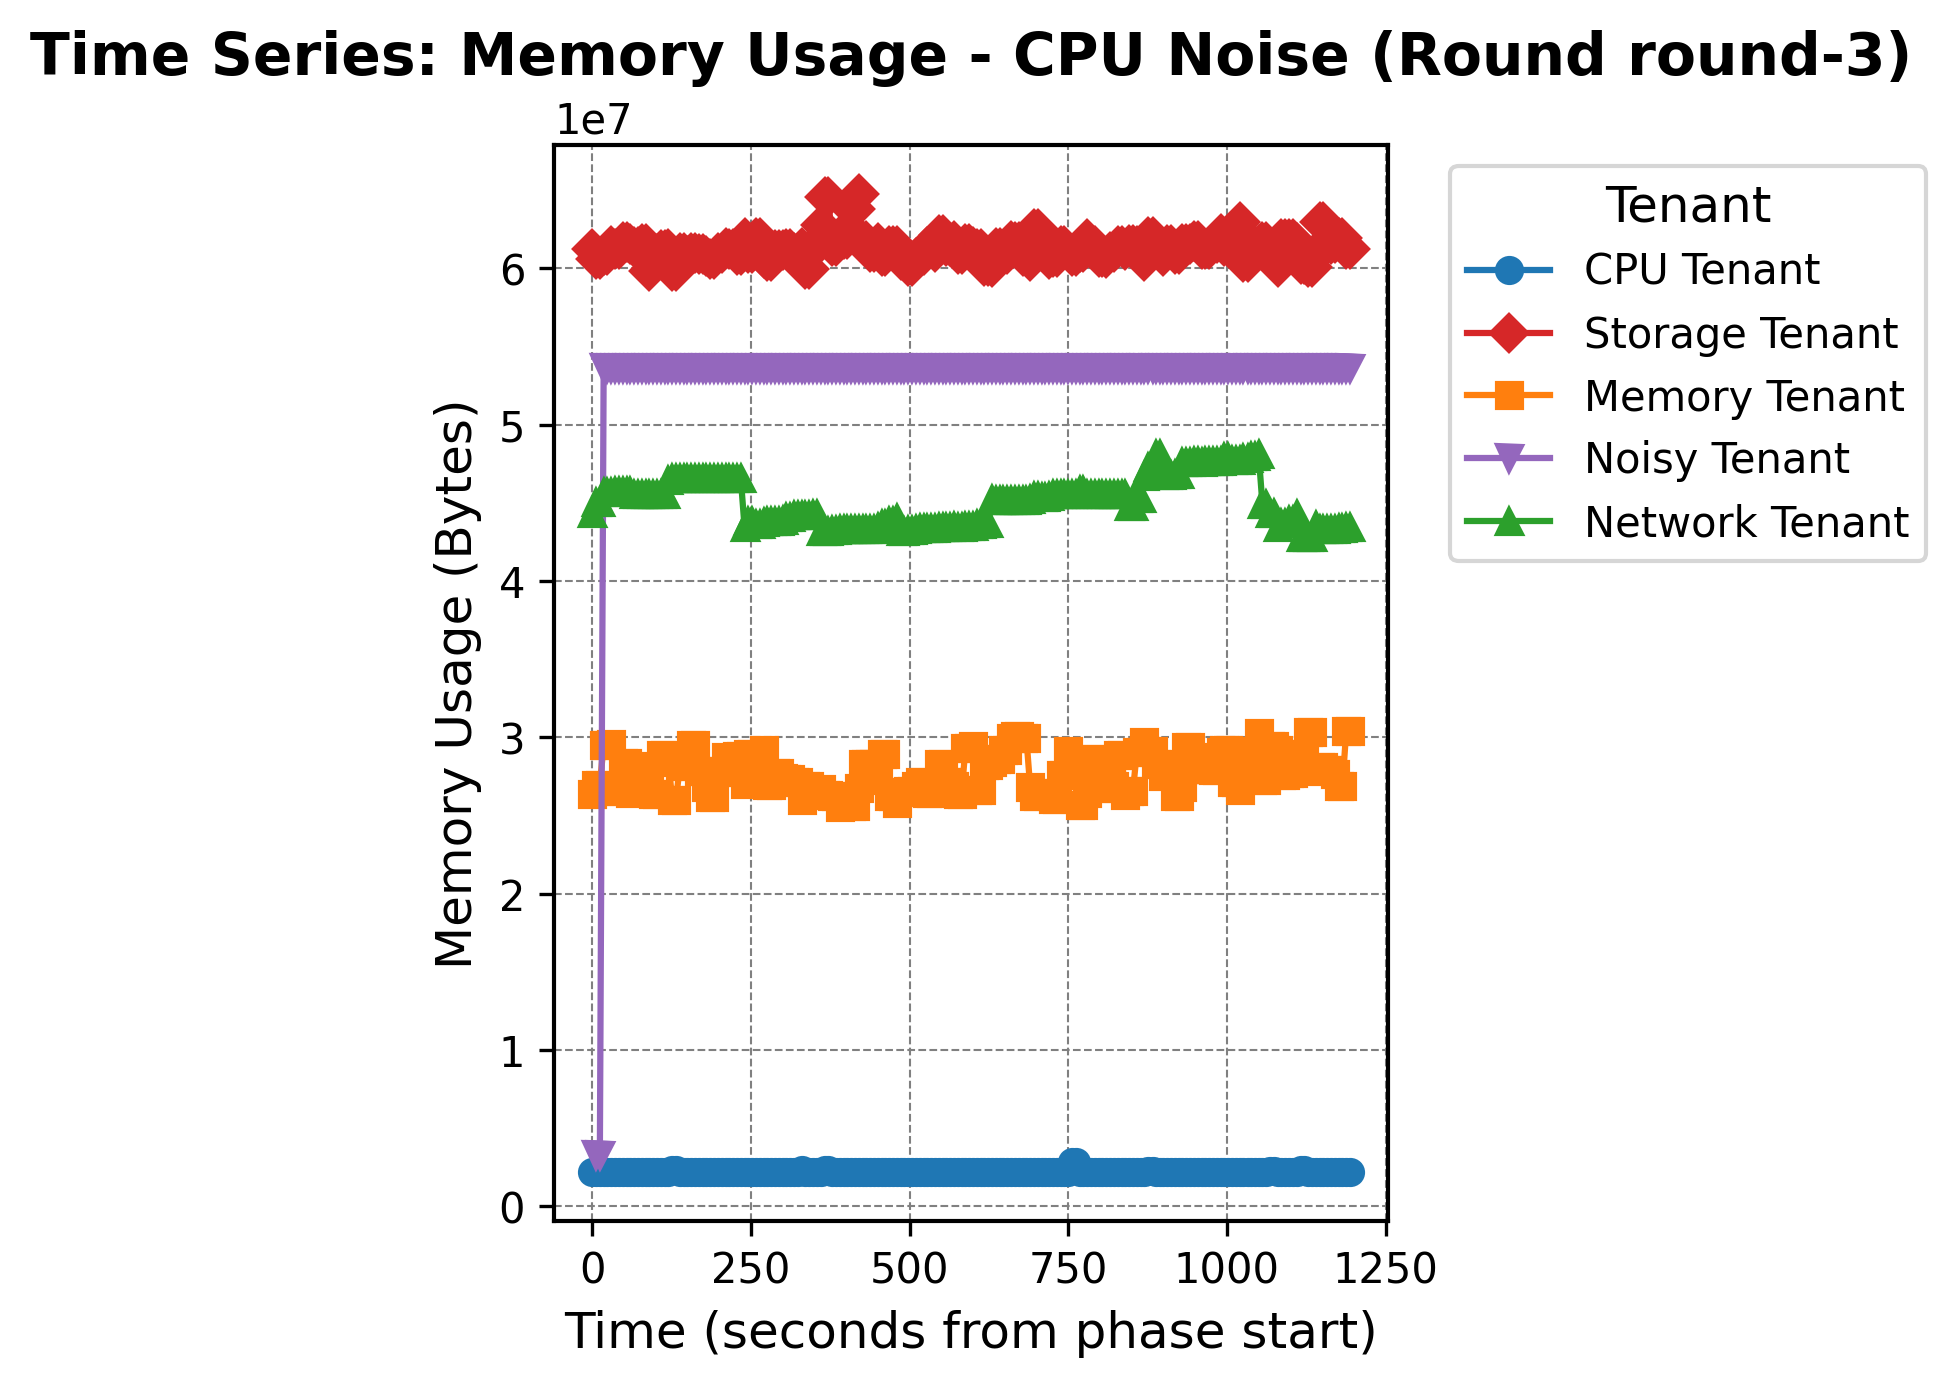 Time Series: Memory Usage - CPU Noise (Round round-3)
1e7
6
5
4
3
2
1
0
Memory Usage (Bytes)
0 250 500 750 1000 1250
Time (seconds from phase start)
Tenant
CPU Tenant
Storage Tenant
Memory Tenant
Noisy Tenant
Network Tenant